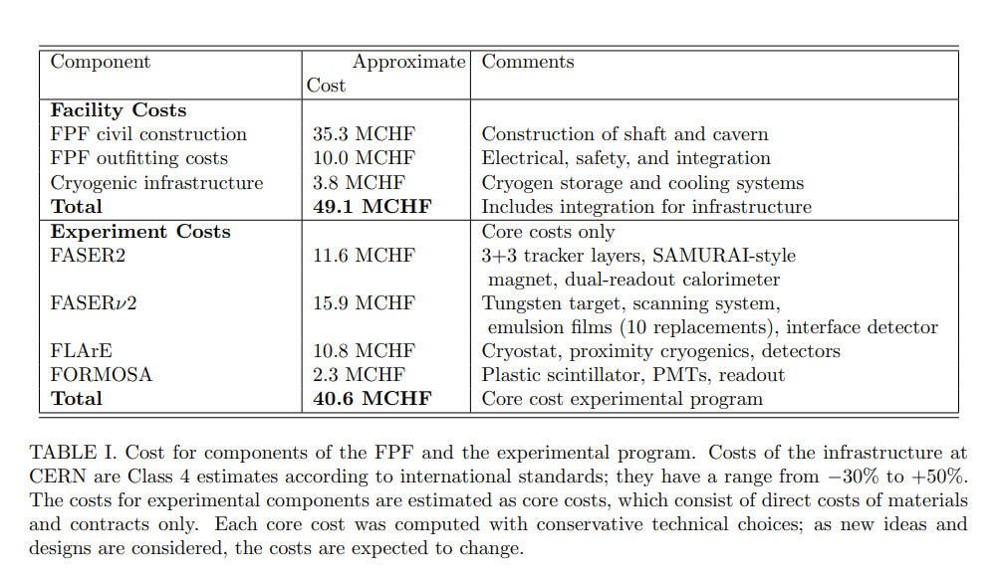 Component Approximate Cost Comments
Facility Costs
FPF civil construction 35.3 MCHF Construction of shaft and cavern
FPF outfitting costs 10.0 MCHF Electrical, safety, and integration
Cryogenic infrastructure 3.8 MCHF Cryogen storage and cooling systems
Total 49.1 MCHF Includes integration for infrastructure
Experiment Costs Core costs only
FASER2 11.6 MCHF 3+3 tracker layers, SAMURAI-style
magnet, dual-readout calorimeter
FASERν2 15.9 MCHF Tungsten target, scanning system,
emulsion films (10 replacements), interface detector
FLArE 10.8 MCHF Cryostat, proximity cryogenics, detectors
FORMOSA 2.3 MCHF Plastic scintillator, PMTs, readout
Total 40.6 MCHF Core cost experimental program
TABLE I. Cost for components of the FPF and the experimental program. Costs of the infrastructure at
CERN are Class 4 estimates according to international standards; they have a range from −30% to +50%.
The costs for experimental components are estimated as core costs, which consist of direct costs of materials
and contracts only. Each core cost was computed with conservative technical choices; as new ideas and
designs are considered, the costs are expected to change.